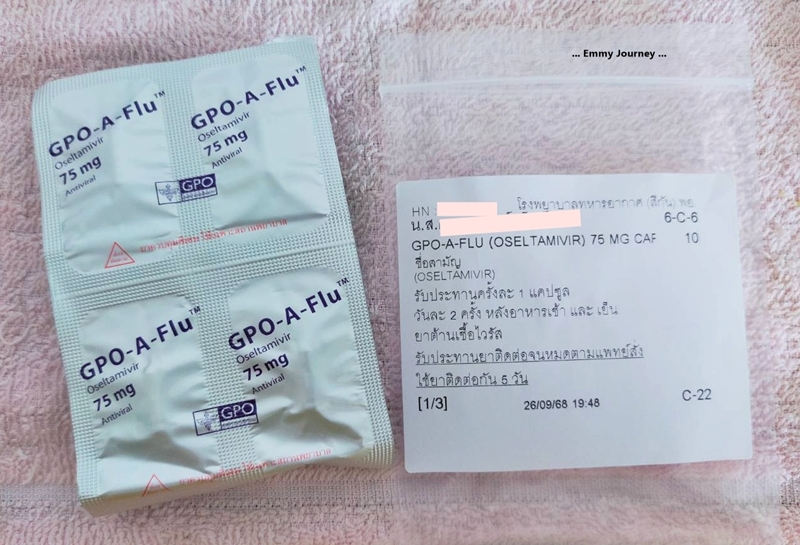 ... Emmy Journey ...
GPO-A-Flu™
Oseltamivir
75 mg
Antiviral
GPO-A-Flu™
Oseltamivir
75 mg
Antiviral
GPO
GPO-A-Flu™
Oseltamivir
75 mg
Antiviral
GPO-A-Flu™
Oseltamivir
75 mg
Antiviral
GPO
HN โรงพยาบาลทหารอากาศ (สีกัน) พอ
น.ส. 6-C-6
GPO-A-FLU (OSELTAMIVIR) 75 MG CAP 10
ชื่อสามัญ
(OSELTAMIVIR)
รับประทานครั้งละ 1 แคปซูล
วันละ 2 ครั้ง หลังอาหารเช้า และ เย็น
ยาต้านเชื้อไวรัส
รับประทานยาติดต่อจนหมดตามแพทย์สั่ง
ใช้ยาติดต่อกัน 5 วัน
[1/3] 26/09/68 19:48 C-22